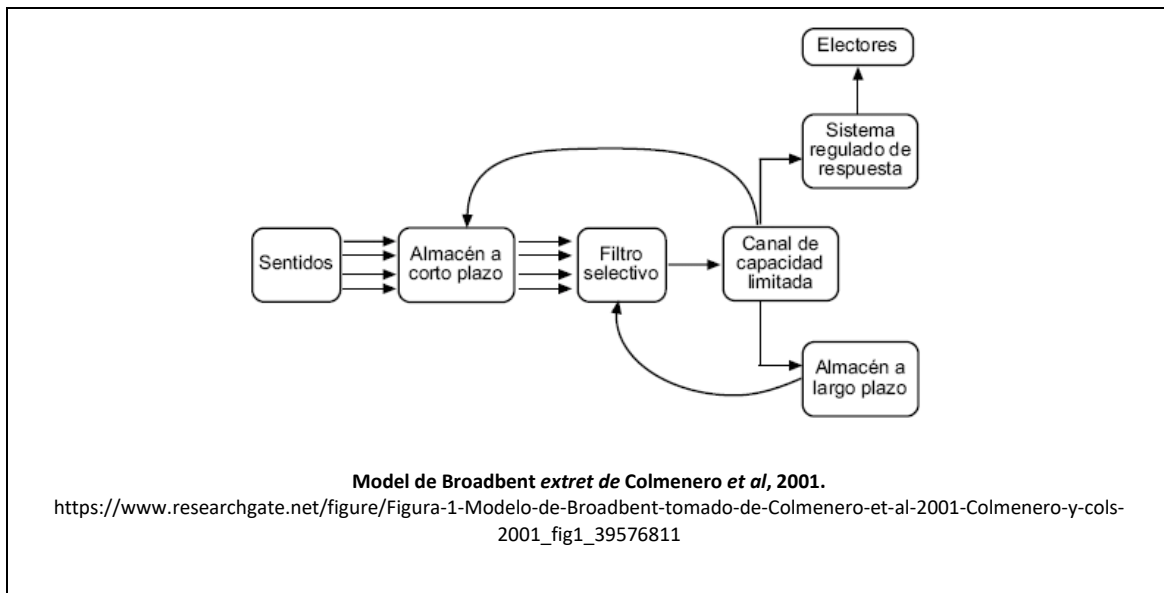 Electores
Sistema
regulado de
respuesta
Sentidos
Almacén a
corto plazo
Filtro
selectivo
Canal de
capacidad
limitada
Almacén a
largo plazo
Model de Broadbent extret de Colmenero et al, 2001.
https://www.researchgate.net/figure/Figura-1-Modelo-de-Broadbent-tomado-de-Colmenero-et-al-2001-Colmenero-y-cols-
2001_fig1_39576811